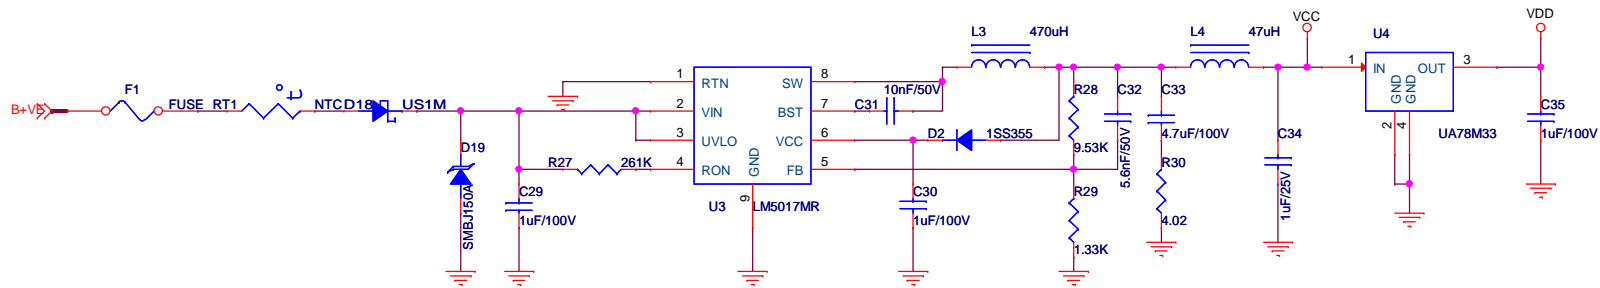 B+VE
F1
FUSE
RT1
t
NTC
D18
US1M
D19
SMBJ150A
C29
1uF/100V
R27
261K
1
RTN
2
VIN
3
UVLO
4
RON
GND
9
U3
LM5017MR
SW
8
BST
7
VCC
6
FB
5
C31
10nF/50V
C30
1uF/100V
D2
1SS355
L3
470uH
R28
9.53K
R29
1.33K
C32
5.6nF/50V
C33
4.7uF/100V
R30
4.02
L4
47uH
C34
1uF/25V
VCC
U4
1
IN
OUT
3
GND
GND
2
4
UA78M33
VDD
C35
1uF/100V